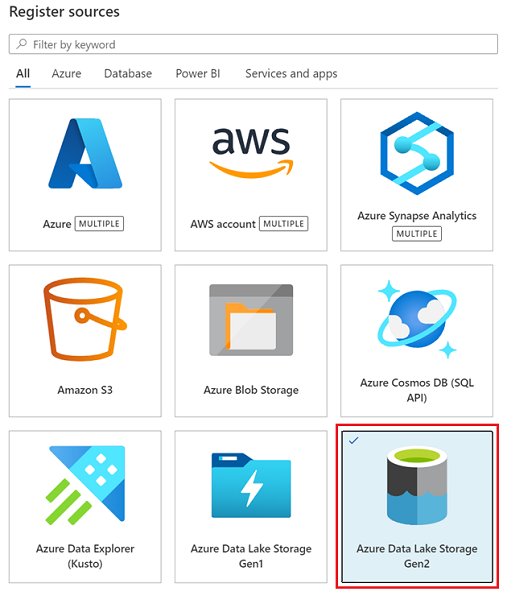 Register sources
Filter by keyword
All Azure Database Power BI Services and apps
aws
Azure MULTIPLE
AWS account MULTIPLE
Azure Synapse Analytics
MULTIPLE
Amazon S3
Azure Blob Storage
Azure Cosmos DB (SQL
API)
Azure Data Explorer
(Kusto)
Azure Data Lake Storage
Gen1
Azure Data Lake Storage
Gen2